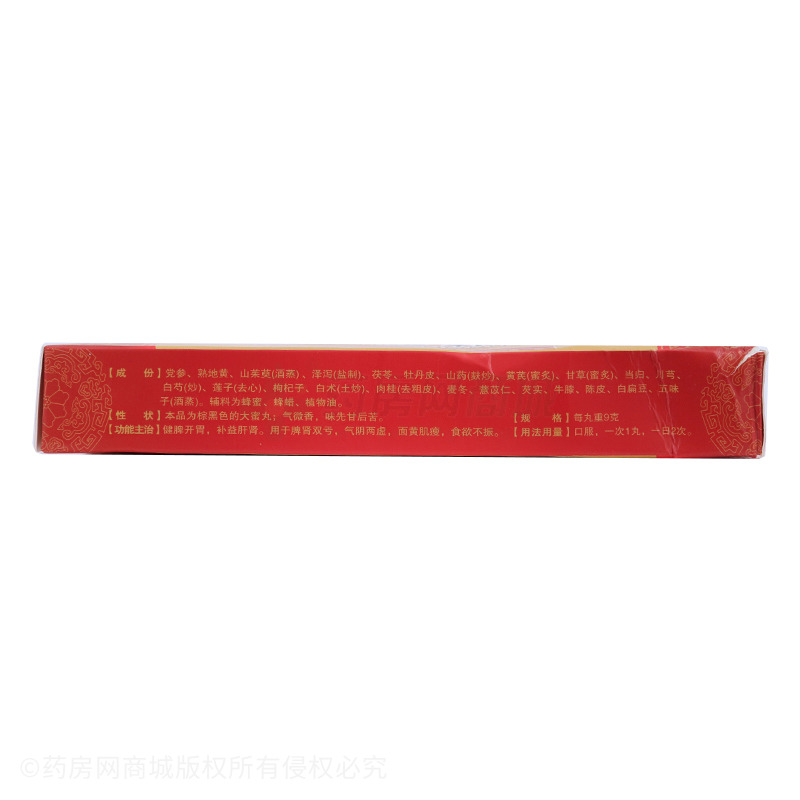 【成　份】党参、熟地黄、山茱萸(酒蒸)、泽泻(盐制)、茯苓、牡丹皮、山药(麸炒)、黄芪(蜜炙)、甘草(蜜炙)、当归、川芎、
白芍(炒)、莲子(去心)、枸杞子、白术(土炒)、肉桂(去粗皮)、麦冬、薏苡仁、芡实、牛膝、陈皮、白扁豆、五味
子(酒蒸)。辅料为蜂蜜、蜂蜡、植物油。
【性　状】本品为棕黑色的大蜜丸；气微香，味先甘后苦。　【规　格】每丸重9克
【功能主治】健脾开胃，补益肝肾。用于脾肾双亏，气阴两虚，面黄肌瘦，食欲不振。【用法用量】口服，一次1丸，一日2次。
©药房网商城版权所有侵权必究